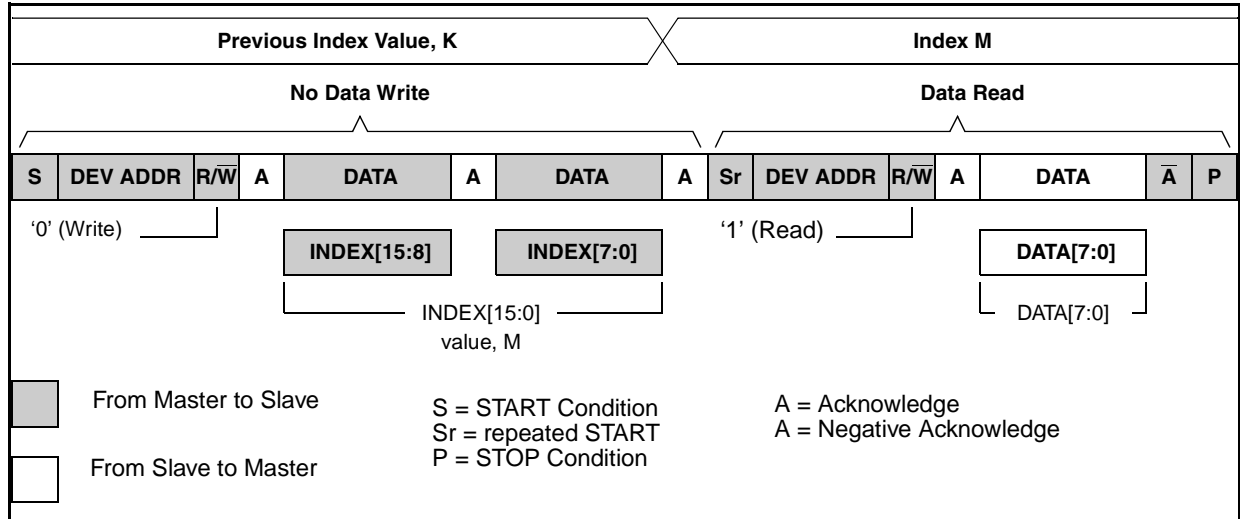 Previous Index Value, K Index M
No Data Write Data Read
S DEV ADDR R/W̅ A DATA A DATA A Sr DEV ADDR R/W̅ A DATA A̅ P
‘0’ (Write) ‘1’ (Read)
INDEX[15:8] INDEX[7:0] DATA[7:0]
INDEX[15:0] DATA[7:0]
value, M
From Master to Slave S = START Condition A = Acknowledge
Sr = repeated START A = Negative Acknowledge
From Slave to Master P = STOP Condition